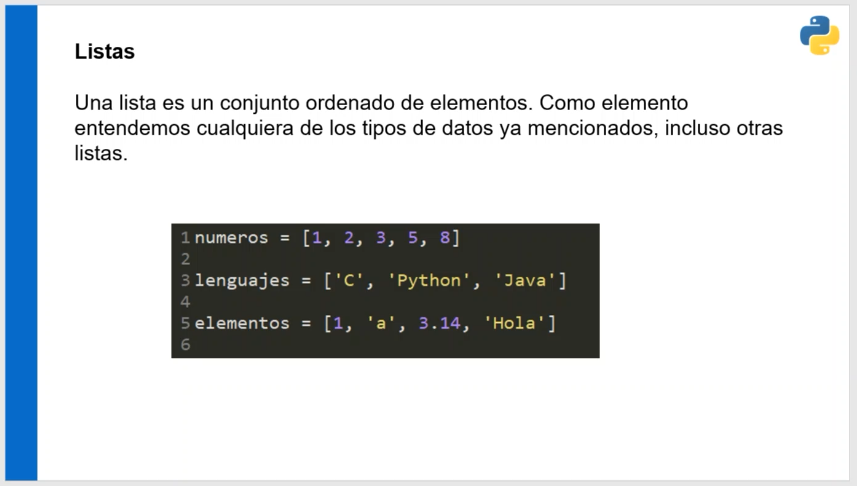 Listas
Una lista es un conjunto ordenado de elementos. Como elemento
entendemos cualquiera de los tipos de datos ya mencionados, incluso otras
listas.
1 numeros = [1, 2, 3, 5, 8]
2
3 lenguajes = ['C', 'Python', 'Java']
4
5 elementos = [1, 'a', 3.14, 'Hola']
6